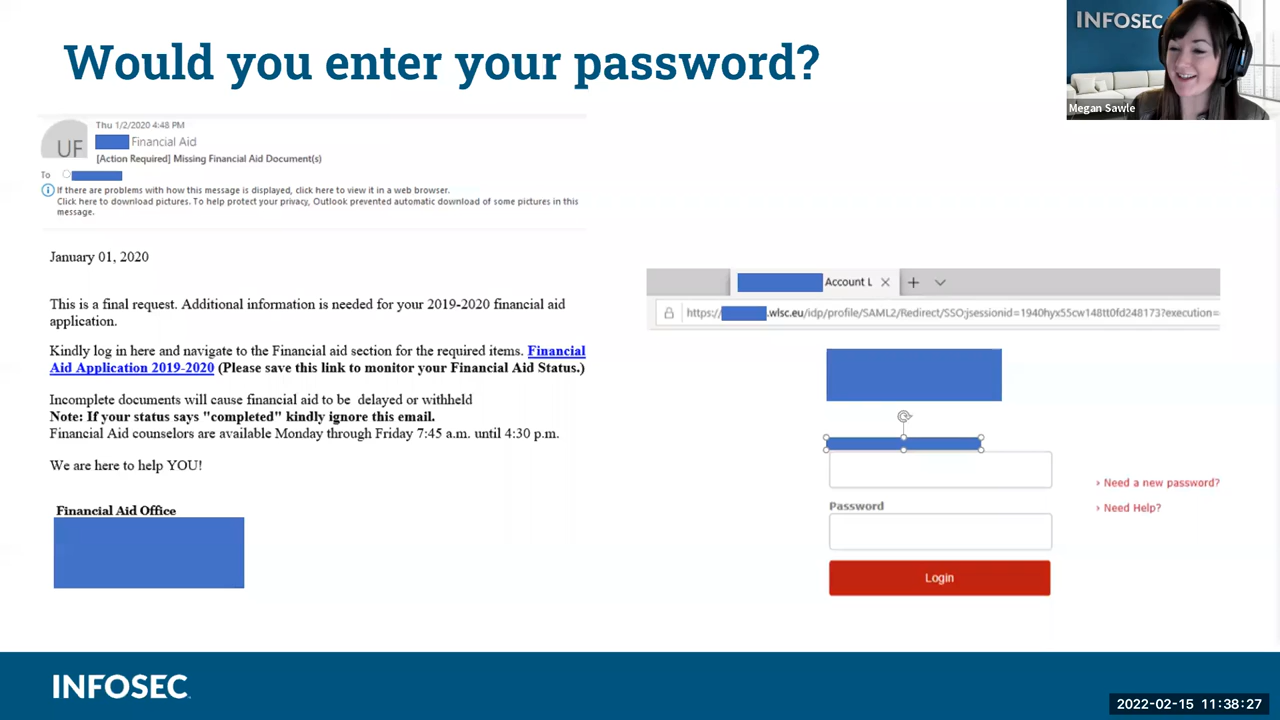 Would you enter your password?
INFOSEC
Megan Sawle
Thu 1/2/2020 4:48 PM
UF
Financial Aid
[Action Required] Missing Financial Aid Document(s)
To
If there are problems with how this message is displayed, click here to view it in a web browser.
Click here to download pictures. To help protect your privacy, Outlook prevented automatic download of some pictures in this
message.
January 01, 2020
This is a final request. Additional information is needed for your 2019-2020 financial aid
application.
Kindly log in here and navigate to the Financial aid section for the required items. Financial
Aid Application 2019-2020 (Please save this link to monitor your Financial Aid Status.)
Incomplete documents will cause financial aid to be delayed or withheld
Note: If your status says "completed" kindly ignore this email.
Financial Aid counselors are available Monday through Friday 7:45 a.m. until 4:30 p.m.
We are here to help YOU!
Financial Aid Office
Account L
https://.wlsc.eu/idp/profile/SAML2/Redirect/SSO;jsessionid=1940hyx55cw148tt0fd248173?execution=
Need a new password?
Password
Need Help?
Login
INFOSEC
2022-02-15 11:38:27